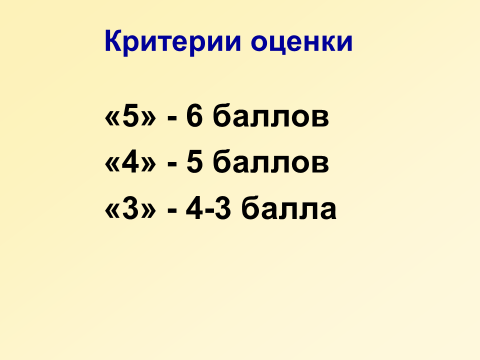 Критерии оценки
«5» - 6 баллов
«4» - 5 баллов
«3» - 4-3 балла